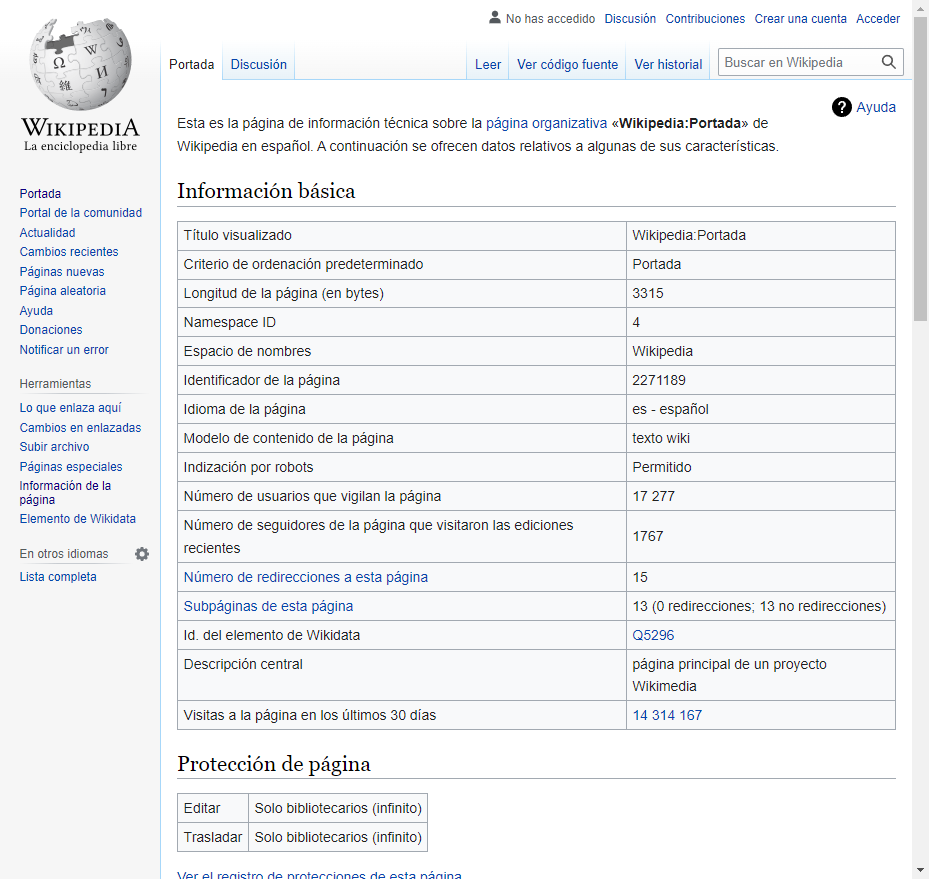 No has accedido Discusión Contribuciones Crear una cuenta Acceder
Portada Discusión Leer Ver código fuente Ver historial Buscar en Wikipedia
WIKIPEDIA
La enciclopedia libre
Portada
Portal de la comunidad
Actualidad
Cambios recientes
Páginas nuevas
Página aleatoria
Ayuda
Donaciones
Notificar un error
Herramientas
Lo que enlaza aquí
Cambios en enlazadas
Subir archivo
Páginas especiales
Información de la
página
Elemento de Wikidata
En otros idiomas
Lista completa
? Ayuda
Esta es la página de información técnica sobre la página organizativa «Wikipedia:Portada» de
Wikipedia en español. A continuación se ofrecen datos relativos a algunas de sus características.
Información básica
Título visualizado Wikipedia:Portada
Criterio de ordenación predeterminado Portada
Longitud de la página (en bytes) 3315
Namespace ID 4
Espacio de nombres Wikipedia
Identificador de la página 2271189
Idioma de la página es - español
Modelo de contenido de la página texto wiki
Indización por robots Permitido
Número de usuarios que vigilan la página 17 277
Número de seguidores de la página que visitaron las ediciones
recientes 1767
Número de redirecciones a esta página 15
Subpáginas de esta página 13 (0 redirecciones; 13 no redirecciones)
Id. del elemento de Wikidata Q5296
Descripción central página principal de un proyecto
Wikimedia
Visitas a la página en los últimos 30 días 14 314 167
Protección de página
Editar Solo bibliotecarios (infinito)
Trasladar Solo bibliotecarios (infinito)
Ver el registro de protecciones de esta página